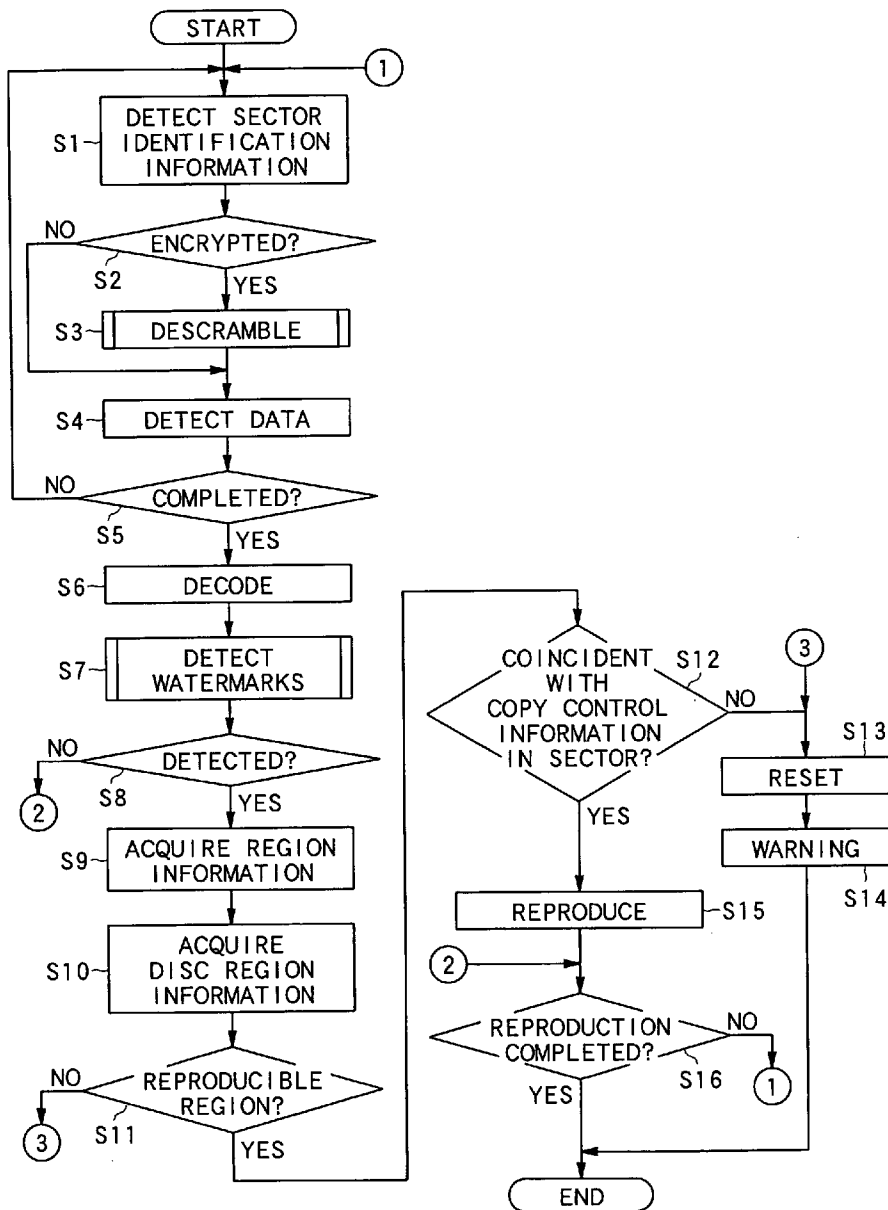 START
1
DETECT SECTOR
IDENTIFICATION
INFORMATION
S1
NO
ENCRYPTED?
S2
YES
S3
DESCRAMBLE
S4
DETECT DATA
NO
COMPLETED?
S5
YES
S6
DECODE
S7
DETECT
WATERMARKS
NO
DETECTED?
S8
2
YES
S9
ACQUIRE REGION
INFORMATION
S10
ACQUIRE
DISC REGION
INFORMATION
NO
REPRODUCIBLE
REGION?
S11
3
YES
COINCIDENT
WITH
COPY CONTROL
INFORMATION
IN SECTOR?
S12
NO
3
S13
RESET
WARNING
S14
YES
REPRODUCE
S15
2
REPRODUCTION
COMPLETED?
NO
S16
1
YES
END